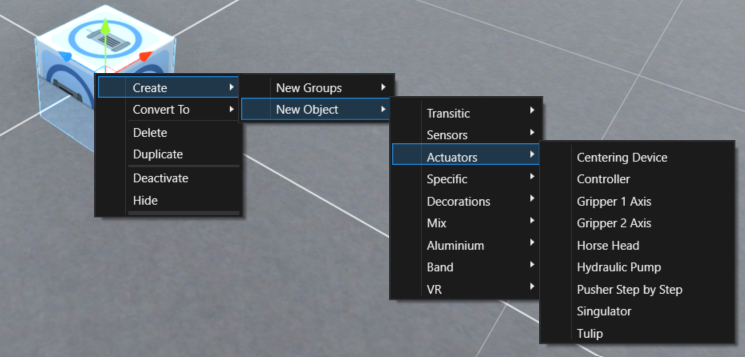 Create
Convert To
Delete
Duplicate
Deactivate
Hide
New Groups
New Object
Transitic
Sensors
Actuators
Specific
Decorations
Mix
Aluminium
Band
VR
Centering Device
Controller
Gripper 1 Axis
Gripper 2 Axis
Horse Head
Hydraulic Pump
Pusher Step by Step
Singulator
Tulip